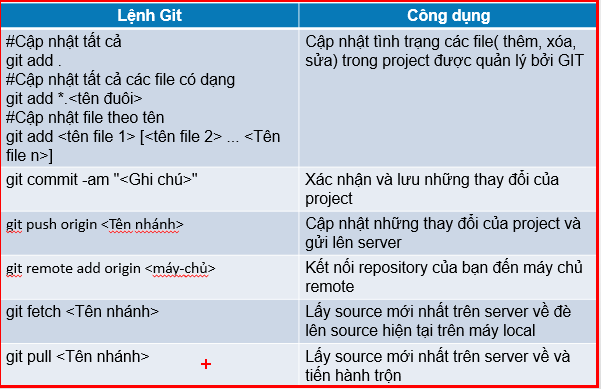 Lệnh Git
Công dụng
#Cập nhật tất cả
git add .
#Cập nhật tất cả các file có dạng
git add *.<tên đuôi>
#Cập nhật file theo tên
git add <tên file 1> [<tên file 2> ... <Tên
file n>]
Cập nhật tình trạng các file( thêm, xóa,
sửa) trong project được quản lý bởi GIT
git commit -am "<Ghi chú>"
Xác nhận và lưu những thay đổi của
project
git push origin <Tên nhánh>
Cập nhật những thay đổi của project và
gửi lên server
git remote add origin <máy-chủ>
Kết nối repository của bạn đến máy chủ
remote
git fetch <Tên nhánh>
Lấy source mới nhất trên server về đè
lên source hiện tại trên máy local
git pull <Tên nhánh>
Lấy source mới nhất trên server về và
tiến hành trộn